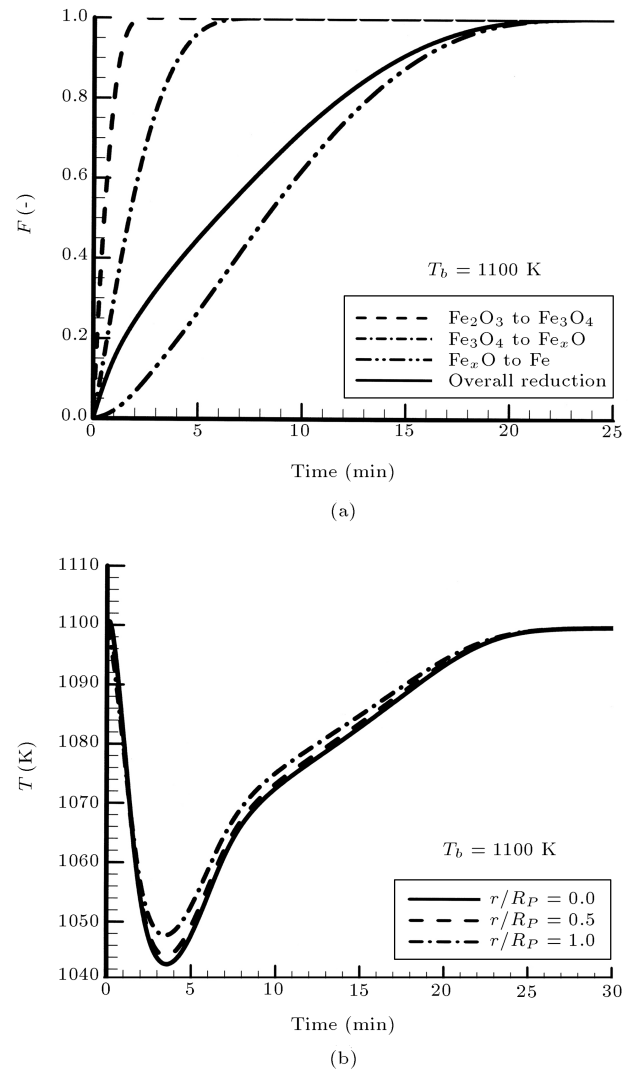 1.0
0.8
0.6
0.4
0.2
0.0
F (-)
T_b = 1100 K
Fe₂O₃ to Fe₃O₄
Fe₃O₄ to FeₓO
FeₓO to Fe
Overall reduction
0 5 10 15 20 25
Time (min)
(a)
1110
1100
1090
1080
1070
1060
1050
1040
T (K)
T_b = 1100 K
r/R_P = 0.0
r/R_P = 0.5
r/R_P = 1.0
0 5 10 15 20 25 30
Time (min)
(b)